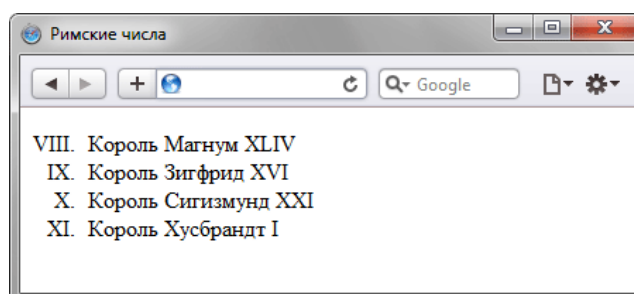 Римские числа
Google
VIII. Король Магнум XLIV
IX. Король Зигфрид XVI
X. Король Сигизмунд XXI
XI. Король Хусбрандт I